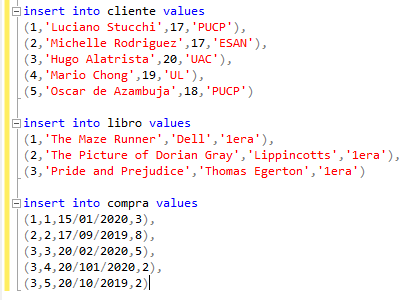 insert into cliente values
(1,'Luciano Stucchi',17,'PUCP'),
(2,'Michelle Rodriguez',17,'ESAN'),
(3,'Hugo Alatrista',20,'UAC'),
(4,'Mario Chong',19,'UL'),
(5,'Oscar de Azambuja',18,'PUCP')
insert into libro values
(1,'The Maze Runner','Dell','1era'),
(2,'The Picture of Dorian Gray','Lippincotts','1era'),
(3,'Pride and Prejudice','Thomas Egerton','1era')
insert into compra values
(1,1,15/01/2020,3),
(2,2,17/09/2019,8),
(3,3,20/02/2020,5),
(3,4,20/101/2020,2),
(3,5,20/10/2019,2)